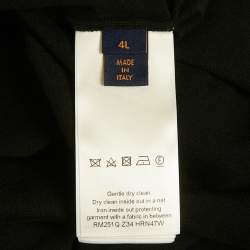 4L
MADE
IN
ITALY
Gentle dry clean
Dry clean inside out in a net
Iron inside out protecting
garment with a fabric in between
RM251Q Z34 HRN47W